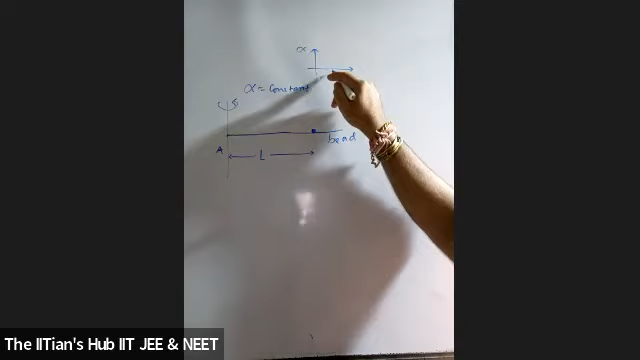 α
α = Constant
A
L
bead
The IITian's Hub IIT JEE & NEET